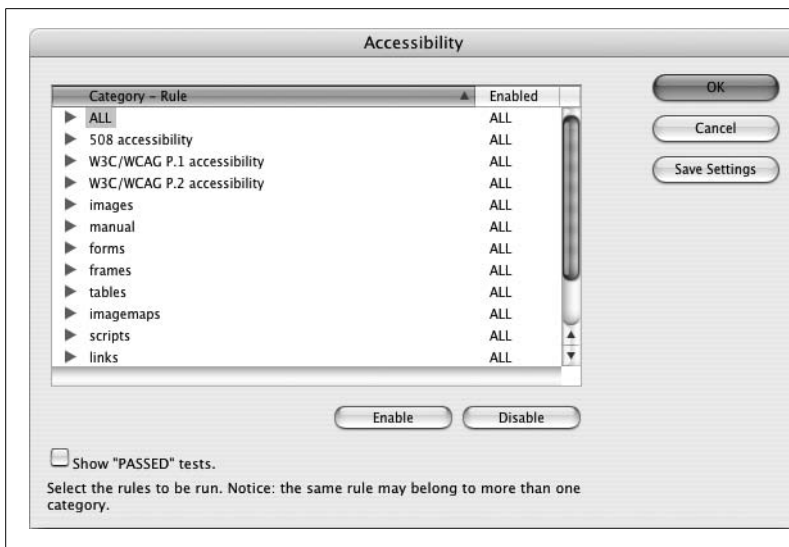 Accessibility
Category – Rule Enabled
ALL ALL
508 accessibility ALL
W3C/WCAG P.1 accessibility ALL
W3C/WCAG P.2 accessibility ALL
images ALL
manual ALL
forms ALL
frames ALL
tables ALL
imagemaps ALL
scripts ALL
links ALL
OK
Cancel
Save Settings
Enable Disable
Show "PASSED" tests.
Select the rules to be run. Notice: the same rule may belong to more than one
category.